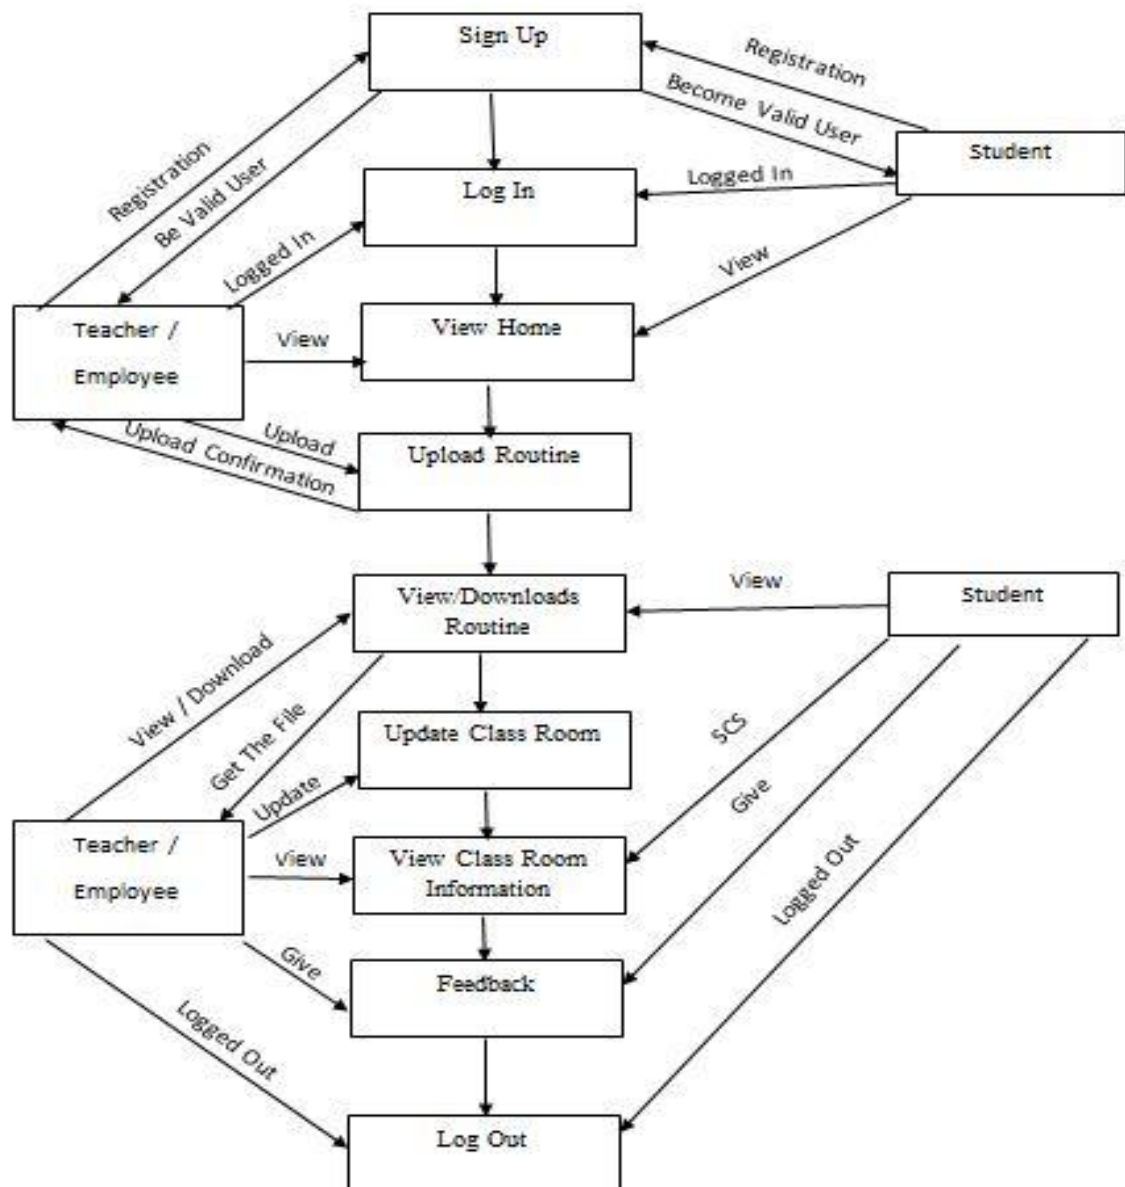 Sign Up
Registration
Become Valid User
Student
Registration
Be Valid User
Logged In
Log In
Logged In
View
Teacher /
Employee
View
View Home
Upload
Upload Confirmation
Upload Routine
View/Downloads
Routine
View
Student
View / Download
Get The File
Update
Update Class Room
SCS
Give
Logged Out
Teacher /
Employee
View
View Class Room
Information
Give
Feedback
Logged Out
Log Out